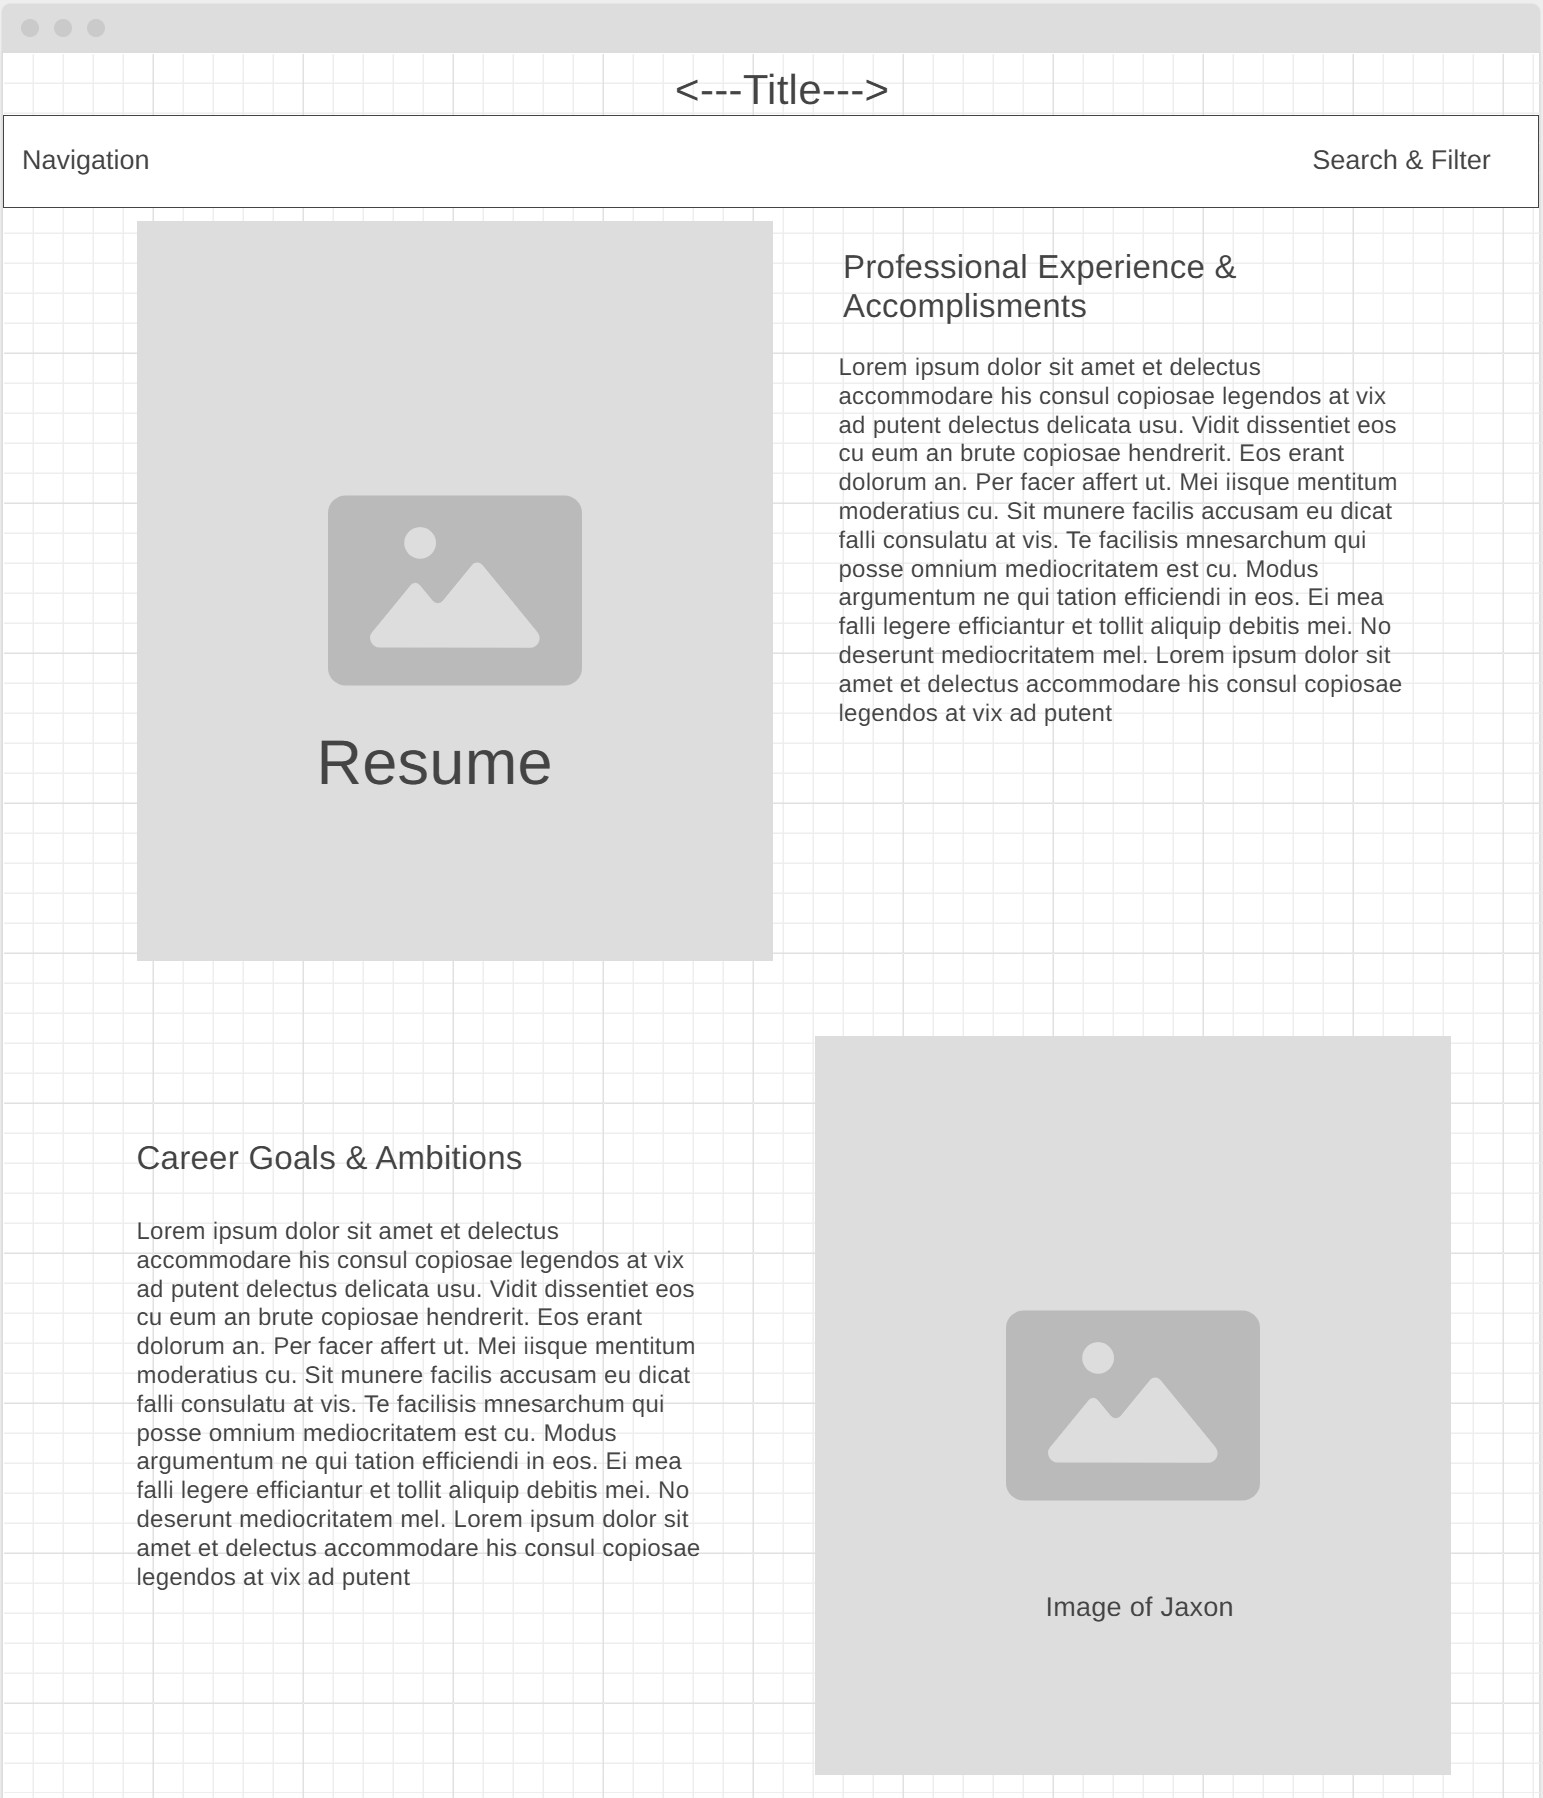 <---Title--->
Navigation
Search & Filter
Professional Experience &
Accomplisments
Lorem ipsum dolor sit amet et delectus
accommodare his consul copiosae legendos at vix
ad putent delectus delicata usu. Vidit dissentiet eos
cu eum an brute copiosae hendrerit. Eos erant
dolorum an. Per facer affert ut. Mei iisque mentitum
moderatius cu. Sit munere facilis accusam eu dicat
falli consulatu at vis. Te facilisis mnesarchum qui
posse omnium mediocritatem est cu. Modus
argumentum ne qui tation efficiendi in eos. Ei mea
falli legere efficiantur et tollit aliquip debitis mei. No
deserunt mediocritatem mel. Lorem ipsum dolor sit
amet et delectus accommodare his consul copiosae
legendos at vix ad putent
Resume
Career Goals & Ambitions
Lorem ipsum dolor sit amet et delectus
accommodare his consul copiosae legendos at vix
ad putent delectus delicata usu. Vidit dissentiet eos
cu eum an brute copiosae hendrerit. Eos erant
dolorum an. Per facer affert ut. Mei iisque mentitum
moderatius cu. Sit munere facilis accusam eu dicat
falli consulatu at vis. Te facilisis mnesarchum qui
posse omnium mediocritatem est cu. Modus
argumentum ne qui tation efficiendi in eos. Ei mea
falli legere efficiantur et tollit aliquip debitis mei. No
deserunt mediocritatem mel. Lorem ipsum dolor sit
amet et delectus accommodare his consul copiosae
legendos at vix ad putent
Image of Jaxon